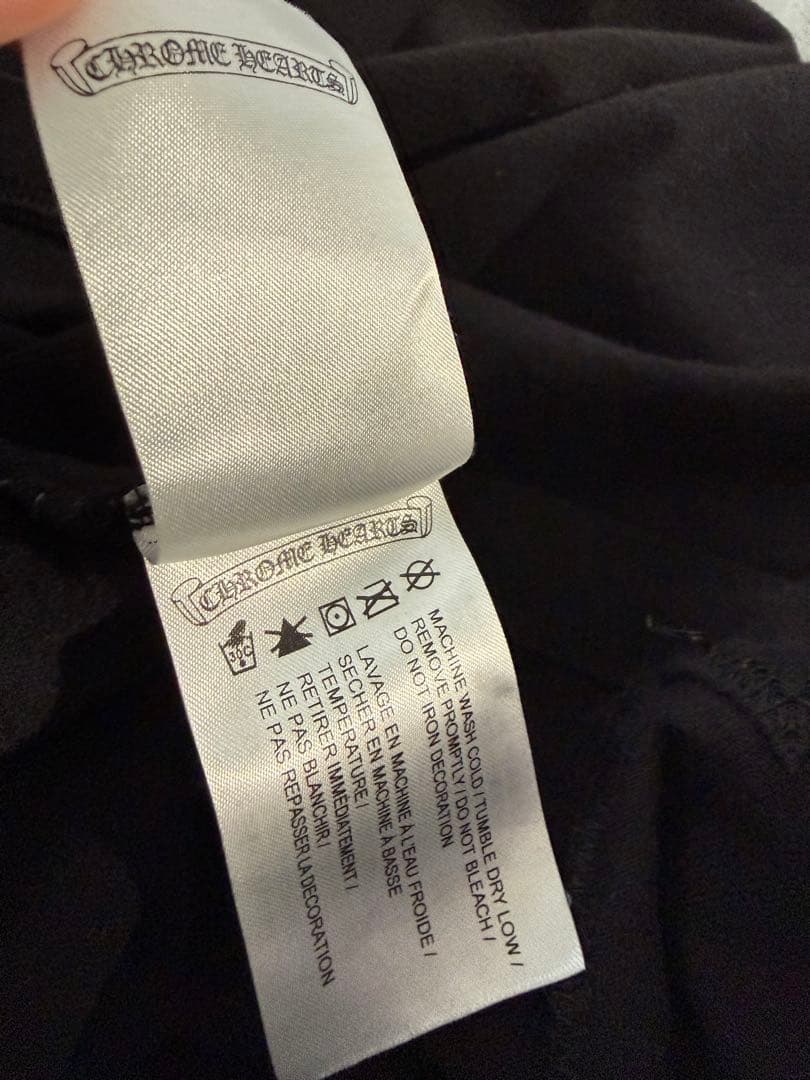 CHROME HEARTS
CHROME HEARTS
30C
MACHINE WASH COLD / TUMBLE DRY LOW /
REMOVE PROMPTLY / DO NOT BLEACH /
DO NOT IRON DECORATION
LAVAGE EN MACHINE À L'EAU FROIDE /
SECHER EN MACHINE À BASSE
TEMPERATURE /
RETIRER IMMEDIATEMENT /
NE PAS BLANCHIR /
NE PAS REPASSER LA DECORATION